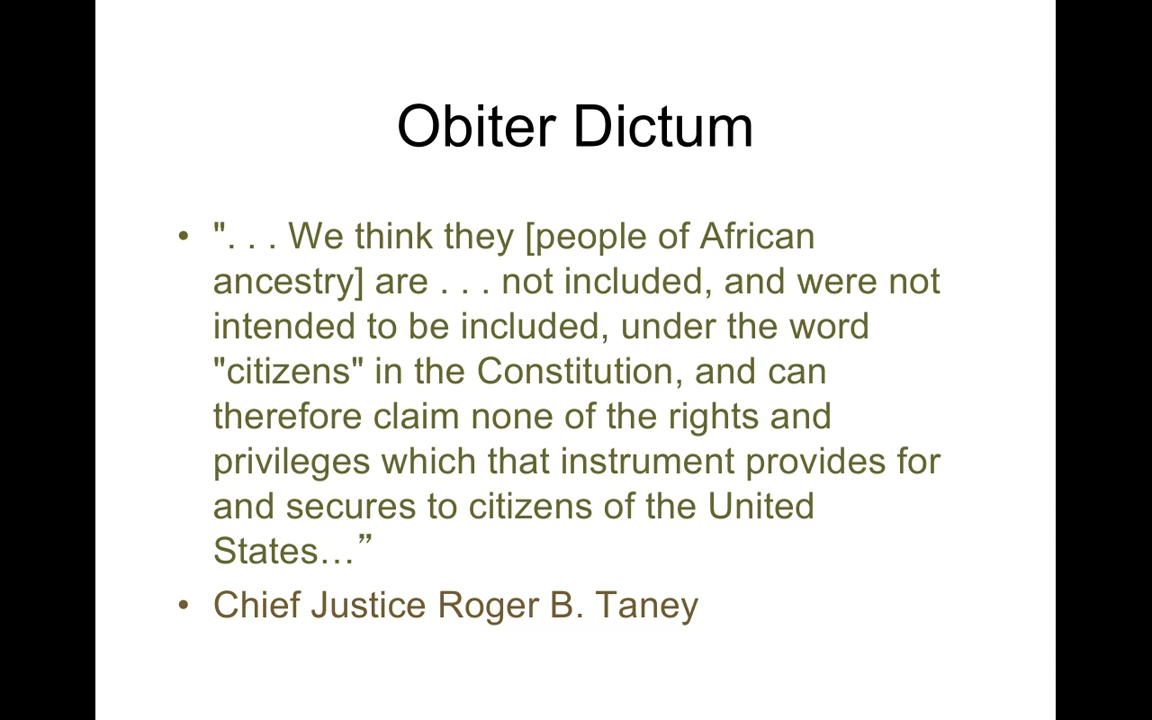 Obiter Dictum
• ". . . We think they [people of African
ancestry] are . . . not included, and were not
intended to be included, under the word
"citizens" in the Constitution, and can
therefore claim none of the rights and
privileges which that instrument provides for
and secures to citizens of the United
States…”
• Chief Justice Roger B. Taney